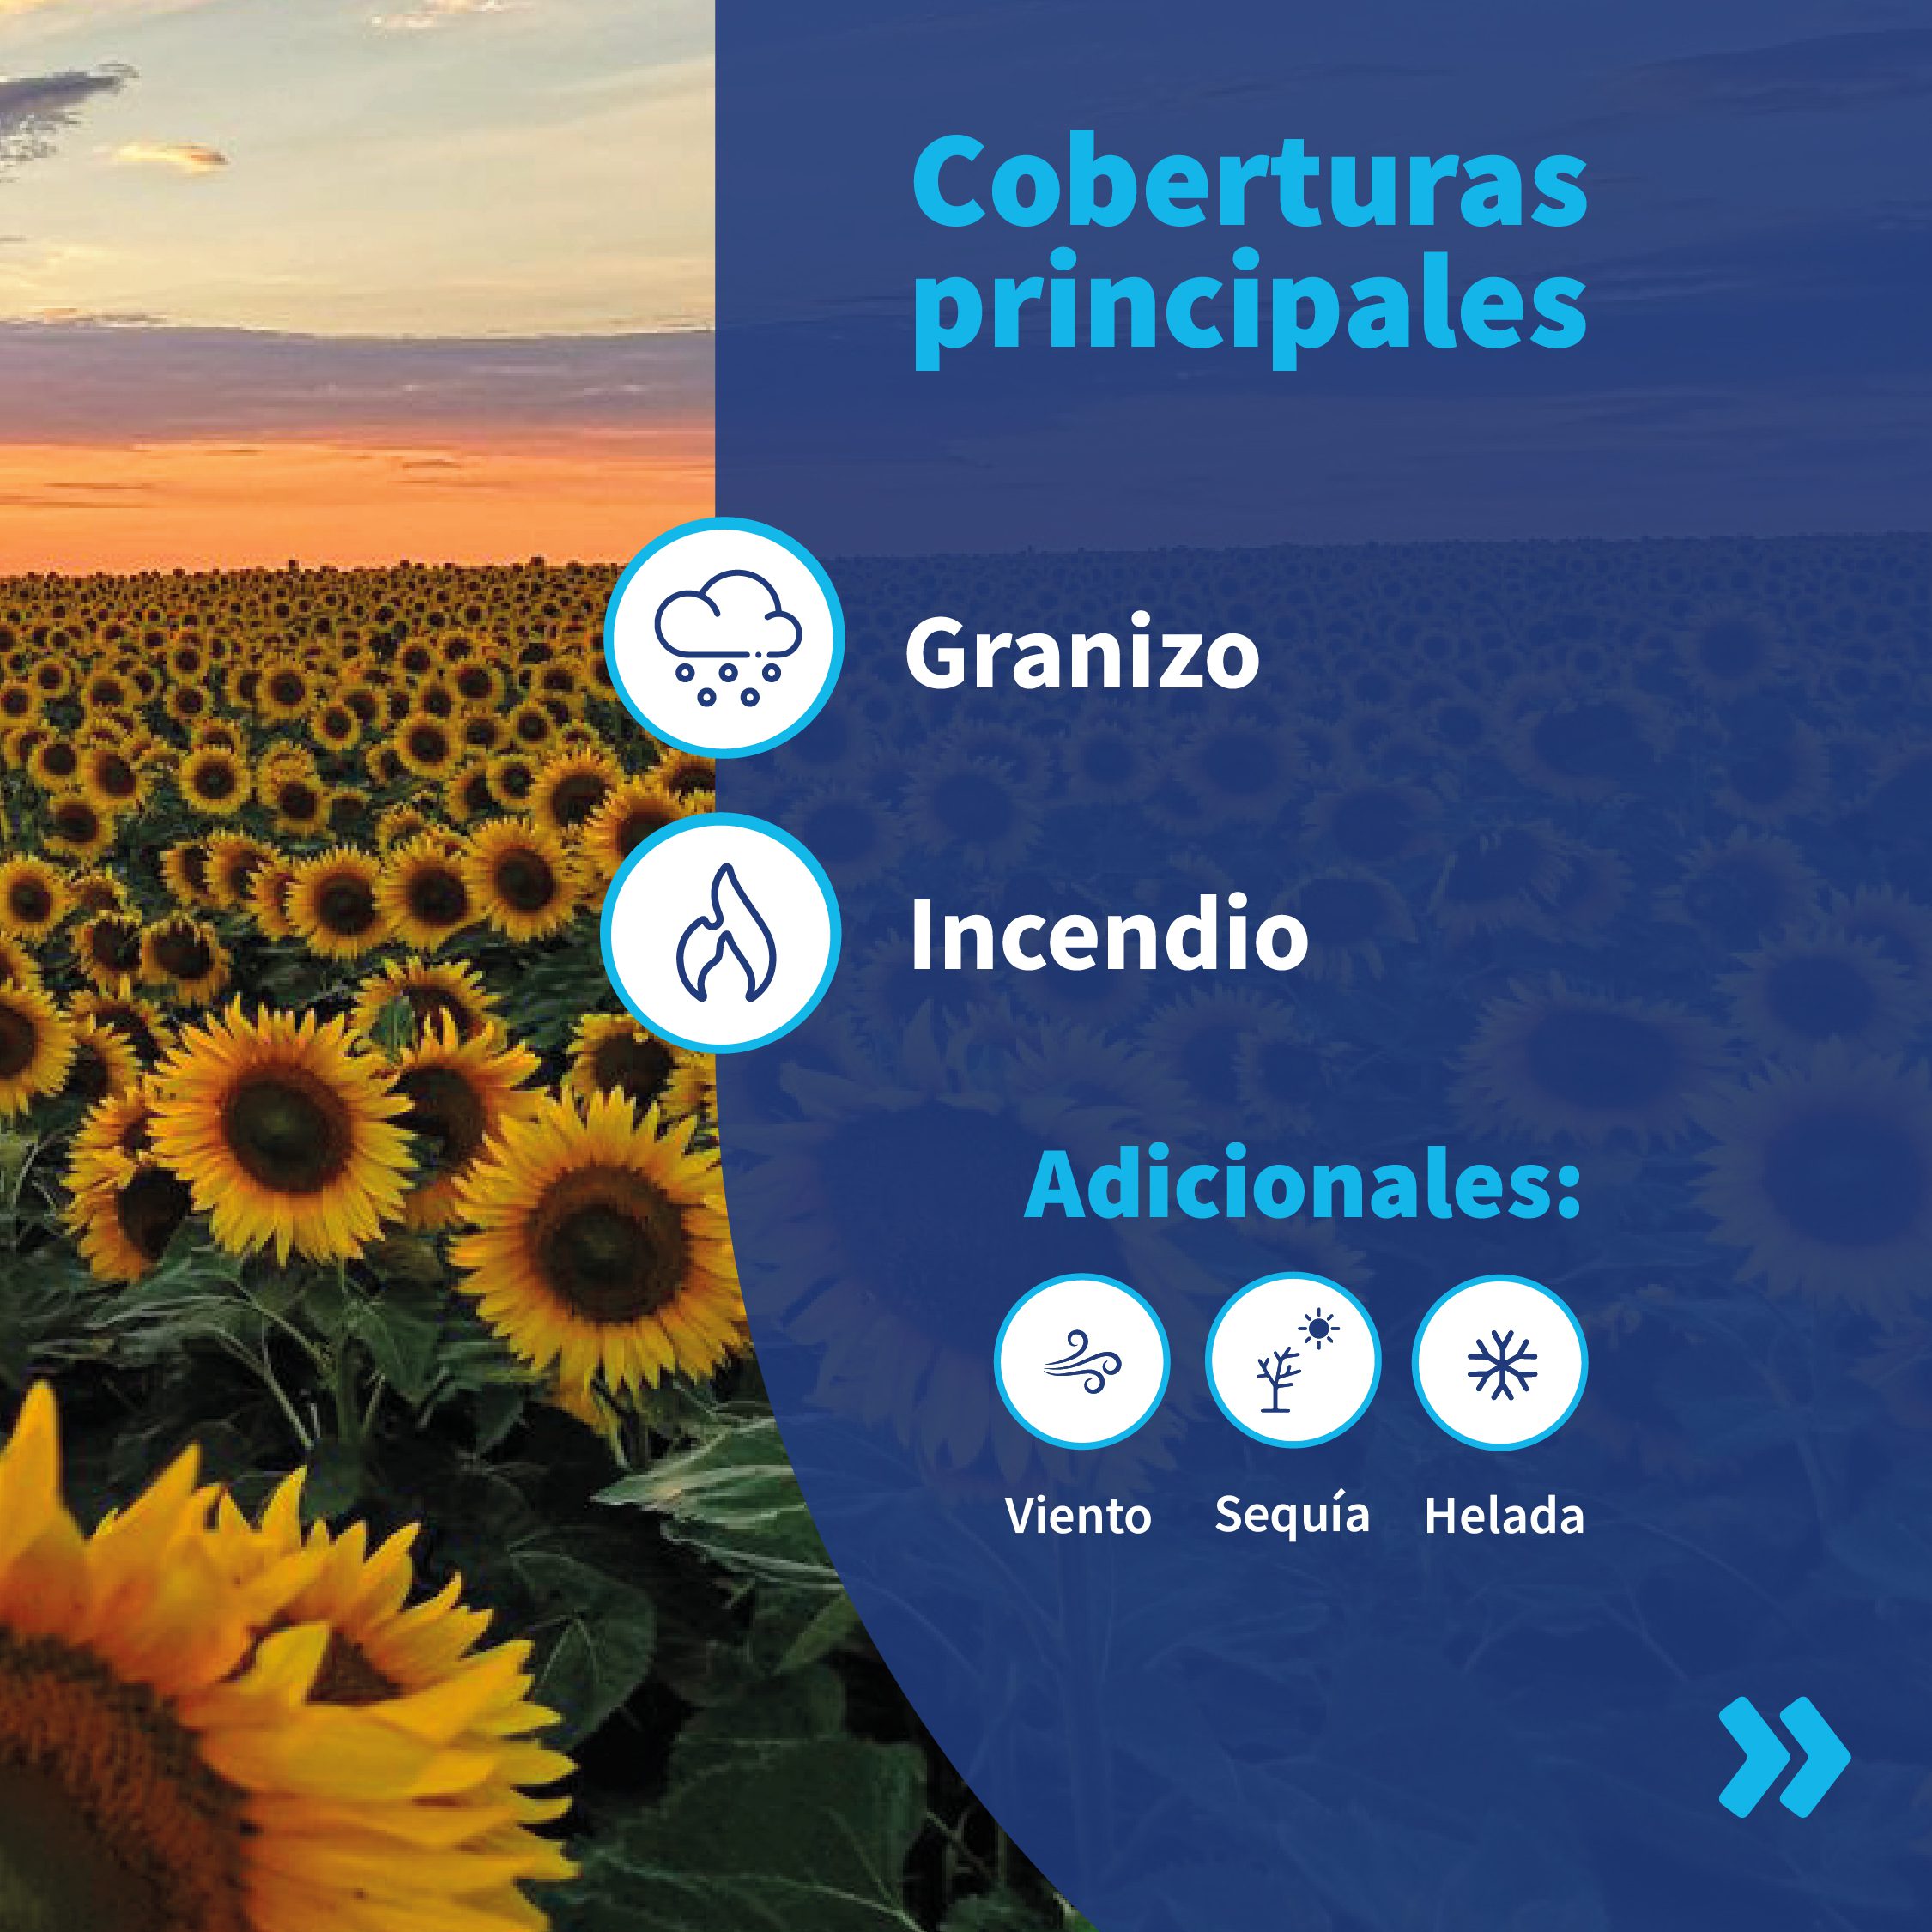 Coberturas
principales
Granizo
Incendio
Adicionales:
Viento Sequía Helada